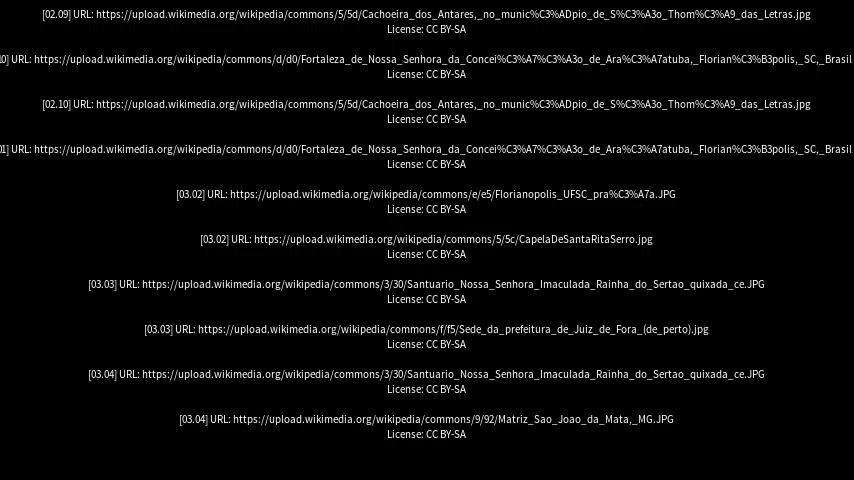 [02.09] URL: https://upload.wikimedia.org/wikipedia/commons/5/5d/Cachoeira_dos_Antares,_no_munic%C3%ADpio_de_S%C3%A3o_Thom%C3%A9_das_Letras.jpg
License: CC BY-SA
0] URL: https://upload.wikimedia.org/wikipedia/commons/d/d0/Fortaleza_de_Nossa_Senhora_da_Concei%C3%A7%C3%A3o_de_Ara%C3%A7atuba,_Florian%C3%B3polis,_SC,_Brasil
License: CC BY-SA
[02.10] URL: https://upload.wikimedia.org/wikipedia/commons/5/5d/Cachoeira_dos_Antares,_no_munic%C3%ADpio_de_S%C3%A3o_Thom%C3%A9_das_Letras.jpg
License: CC BY-SA
01] URL: https://upload.wikimedia.org/wikipedia/commons/d/d0/Fortaleza_de_Nossa_Senhora_da_Concei%C3%A7%C3%A3o_de_Ara%C3%A7atuba,_Florian%C3%B3polis,_SC,_Brasil
License: CC BY-SA
[03.02] URL: https://upload.wikimedia.org/wikipedia/commons/e/e5/Florianopolis_UFSC_pra%C3%A7a.JPG
License: CC BY-SA
[03.02] URL: https://upload.wikimedia.org/wikipedia/commons/5/5c/CapelaDeSantaRitaSerro.jpg
License: CC BY-SA
[03.03] URL: https://upload.wikimedia.org/wikipedia/commons/3/30/Santuario_Nossa_Senhora_Imaculada_Rainha_do_Sertao_quixada_ce.JPG
License: CC BY-SA
[03.03] URL: https://upload.wikimedia.org/wikipedia/commons/f/f5/Sede_da_prefeitura_de_Juiz_de_Fora_(de_perto).jpg
License: CC BY-SA
[03.04] URL: https://upload.wikimedia.org/wikipedia/commons/3/30/Santuario_Nossa_Senhora_Imaculada_Rainha_do_Sertao_quixada_ce.JPG
License: CC BY-SA
[03.04] URL: https://upload.wikimedia.org/wikipedia/commons/9/92/Matriz_Sao_Joao_da_Mata,_MG.JPG
License: CC BY-SA